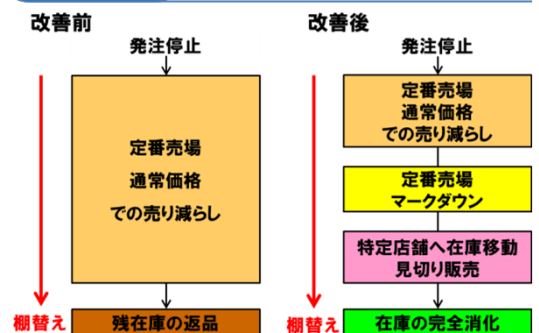 改善前
発注停止
定番売場
通常価格
での売り減らし
棚替え
残在庫の返品
改善後
発注停止
定番売場
通常価格
での売り減らし
定番売場
マークダウン
特定店舗へ在庫移動
見切り販売
棚替え
在庫の完全消化